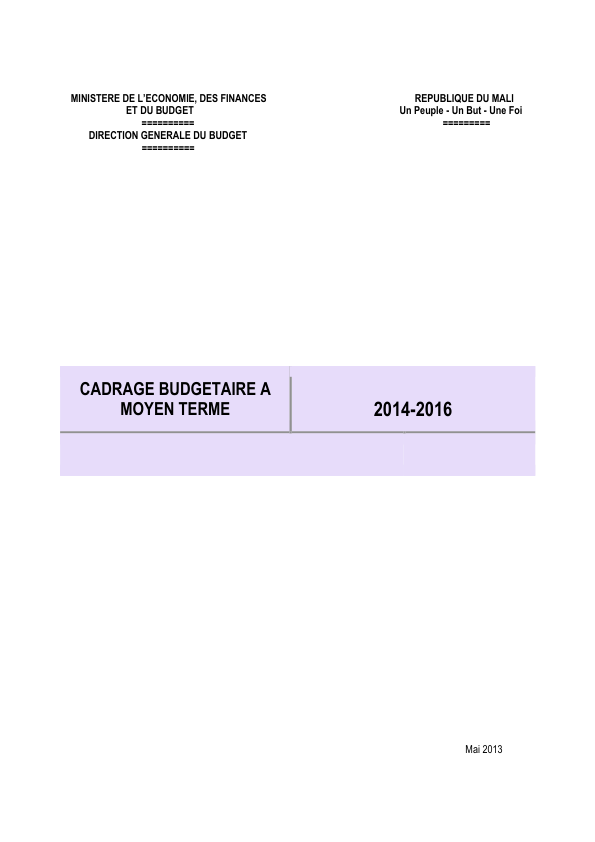 MINISTERE DE L'ECONOMIE, DES FINANCES
ET DU BUDGET
==========
DIRECTION GENERALE DU BUDGET
==========
REPUBLIQUE DU MALI
Un Peuple - Un But - Une Foi
=========
CADRAGE BUDGETAIRE A
MOYEN TERME
2014-2016
Mai 2013